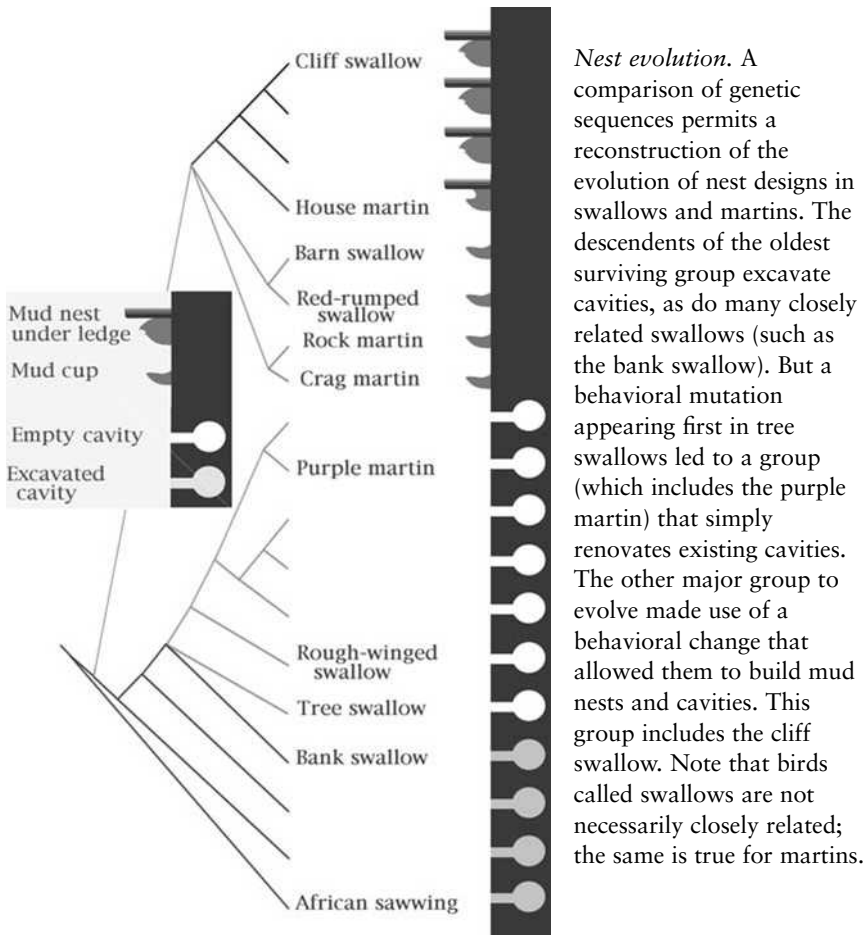 Cliff swallow
House martin
Barn swallow
Red-rumped
swallow
Rock martin
Crag martin
Mud nest
under ledge
Mud cup
Empty cavity
Excavated
cavity
Purple martin
Rough-winged
swallow
Tree swallow
Bank swallow
African sawwing
Nest evolution. A
comparison of genetic
sequences permits a
reconstruction of the
evolution of nest designs in
swallows and martins. The
descendents of the oldest
surviving group excavate
cavities, as do many closely
related swallows (such as
the bank swallow). But a
behavioral mutation
appearing first in tree
swallows led to a group
(which includes the purple
martin) that simply
renovates existing cavities.
The other major group to
evolve made use of a
behavioral change that
allowed them to build mud
nests and cavities. This
group includes the cliff
swallow. Note that birds
called swallows are not
necessarily closely related;
the same is true for martins.